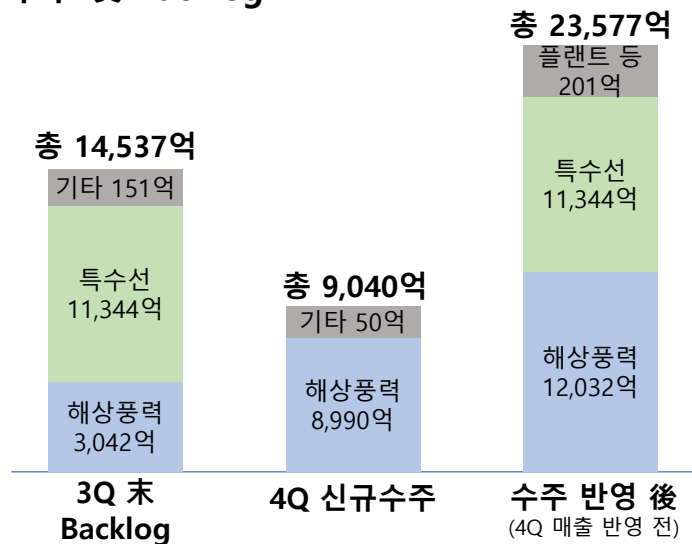 총 14,537억
기타 151억
특수선
11,344억
해상풍력
3,042억
3Q 末
Backlog
총 9,040억
기타 50억
해상풍력
8,990억
4Q 신규수주
총 23,577억
플랜트 등
201억
특수선
11,344억
해상풍력
12,032억
수주 반영 後
(4Q 매출 반영 전)